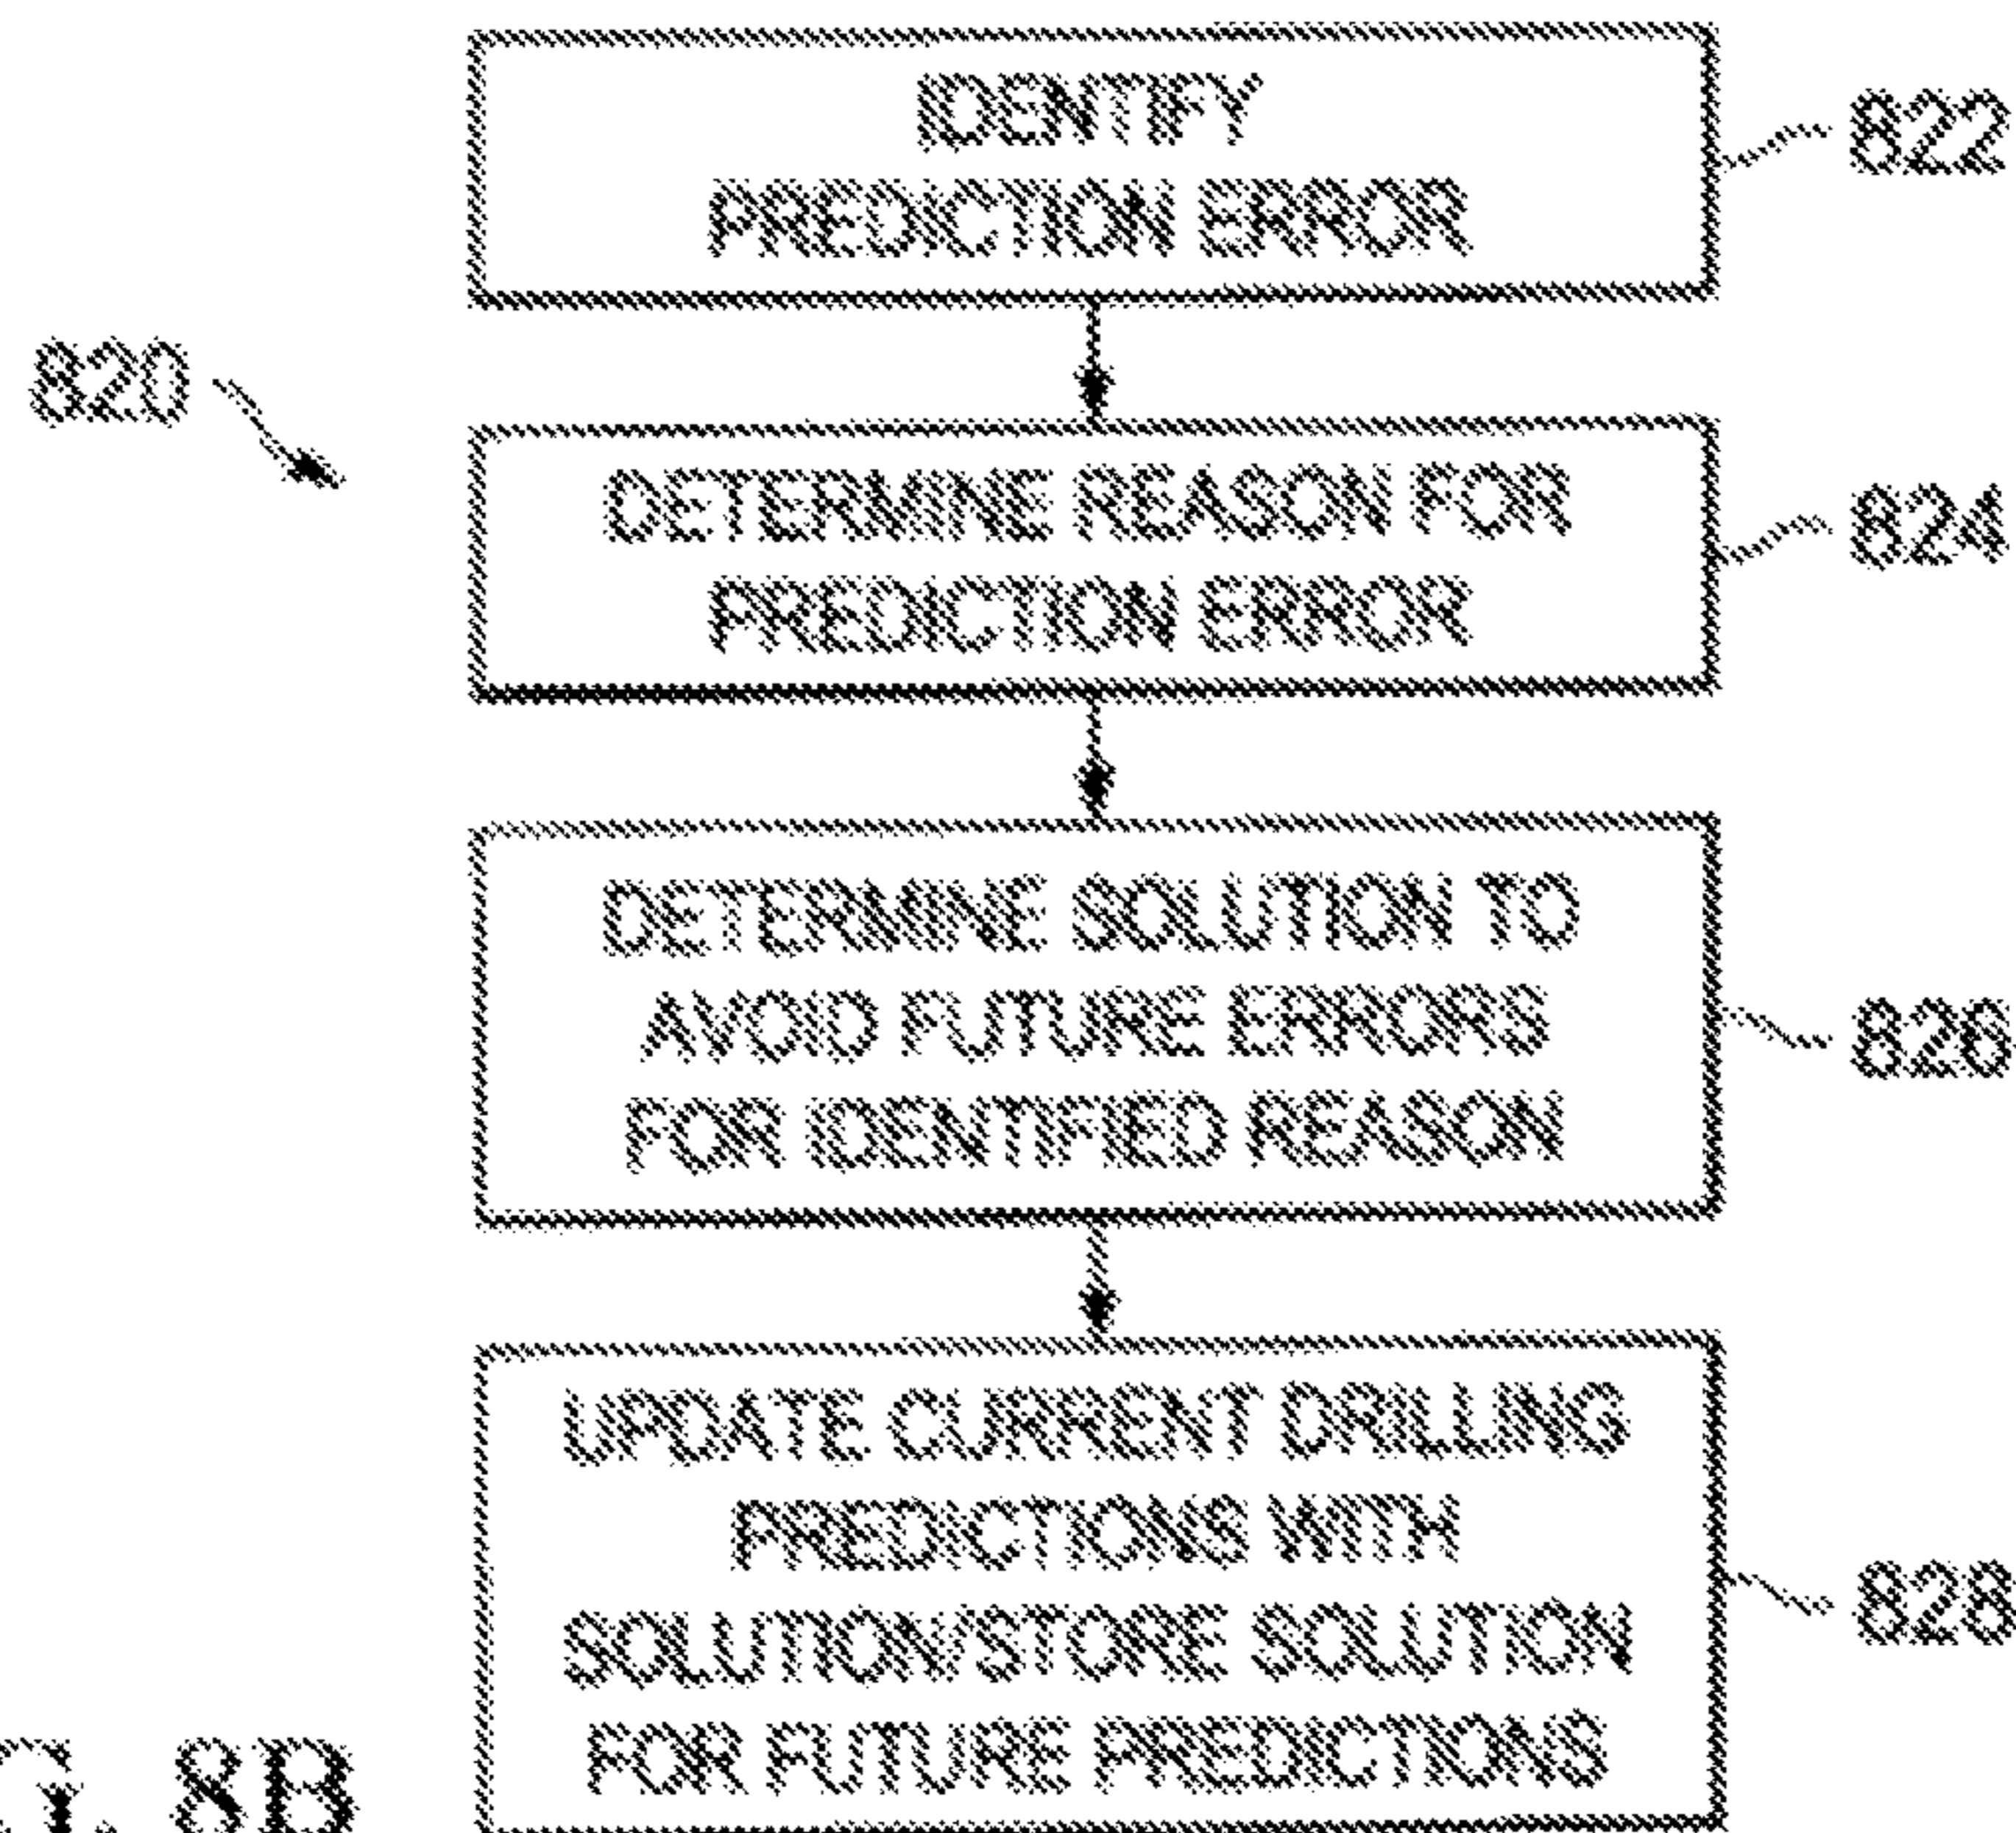 IDENTIFY
PREDICTION ERROR
822
820
DETERMINE REASON FOR
PREDICTION ERROR
824
DETERMINE SOLUTION TO
AVOID FUTURE ERRORS
FOR IDENTIFIED REASON
826
UPDATE CURRENT DRILLING
PREDICTIONS WITH
SOLUTION/STORE SOLUTION
FOR FUTURE PREDICTIONS
828
8B